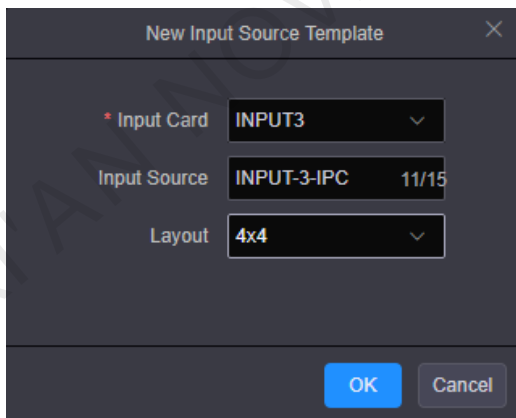 New Input Source Template
* Input Card INPUT3
Input Source INPUT-3-IPC 11/15
Layout 4x4
OK Cancel